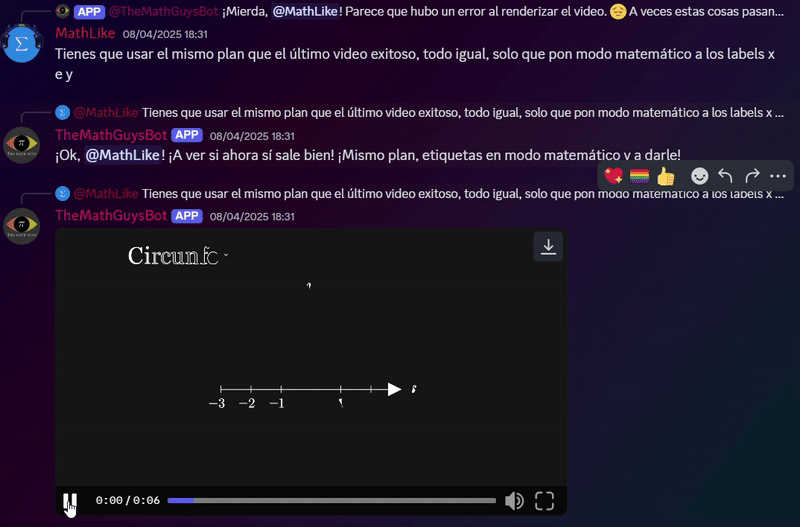 APP @TheMathGuysBot ¡Mierda, @MathLike! Parece que hubo un error al renderizar el video. 😔 A veces estas cosas pasan...
MathLike 08/04/2025 18:31
Tienes que usar el mismo plan que el último video exitoso, todo igual, solo que pon modo matemático a los labels x
e y
@MathLike Tienes que usar el mismo plan que el último video exitoso, todo igual, solo que pon modo matemático a los labels x ...
TheMathGuysBot APP 08/04/2025 18:31
¡Ok, @MathLike! ¡A ver si ahora sí sale bien! ¡Mismo plan, etiquetas en modo matemático y a darle!
@MathLike Tienes que usar el mismo plan que el último video exitoso, todo igual, solo que pon modo matemático a los labels x ...
TheMathGuysBot APP 08/04/2025 18:31
Circunfe
−3 −2 −1
0:00 / 0:06